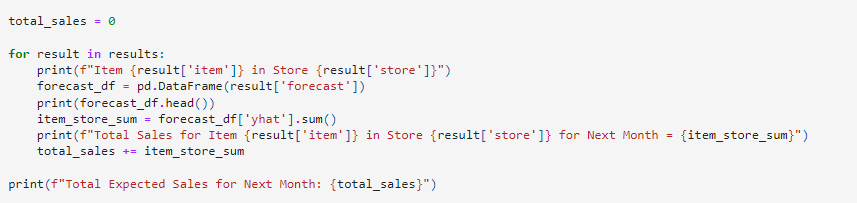 total_sales = 0
for result in results:
    print(f"Item {result['item']} in Store {result['store']}")
    forecast_df = pd.DataFrame(result['forecast'])
    print(forecast_df.head())
    item_store_sum = forecast_df['yhat'].sum()
    print(f"Total Sales for Item {result['item']} in Store {result['store']} for Next Month = {item_store_sum}")
    total_sales += item_store_sum
print(f"Total Expected Sales for Next Month: {total_sales}")